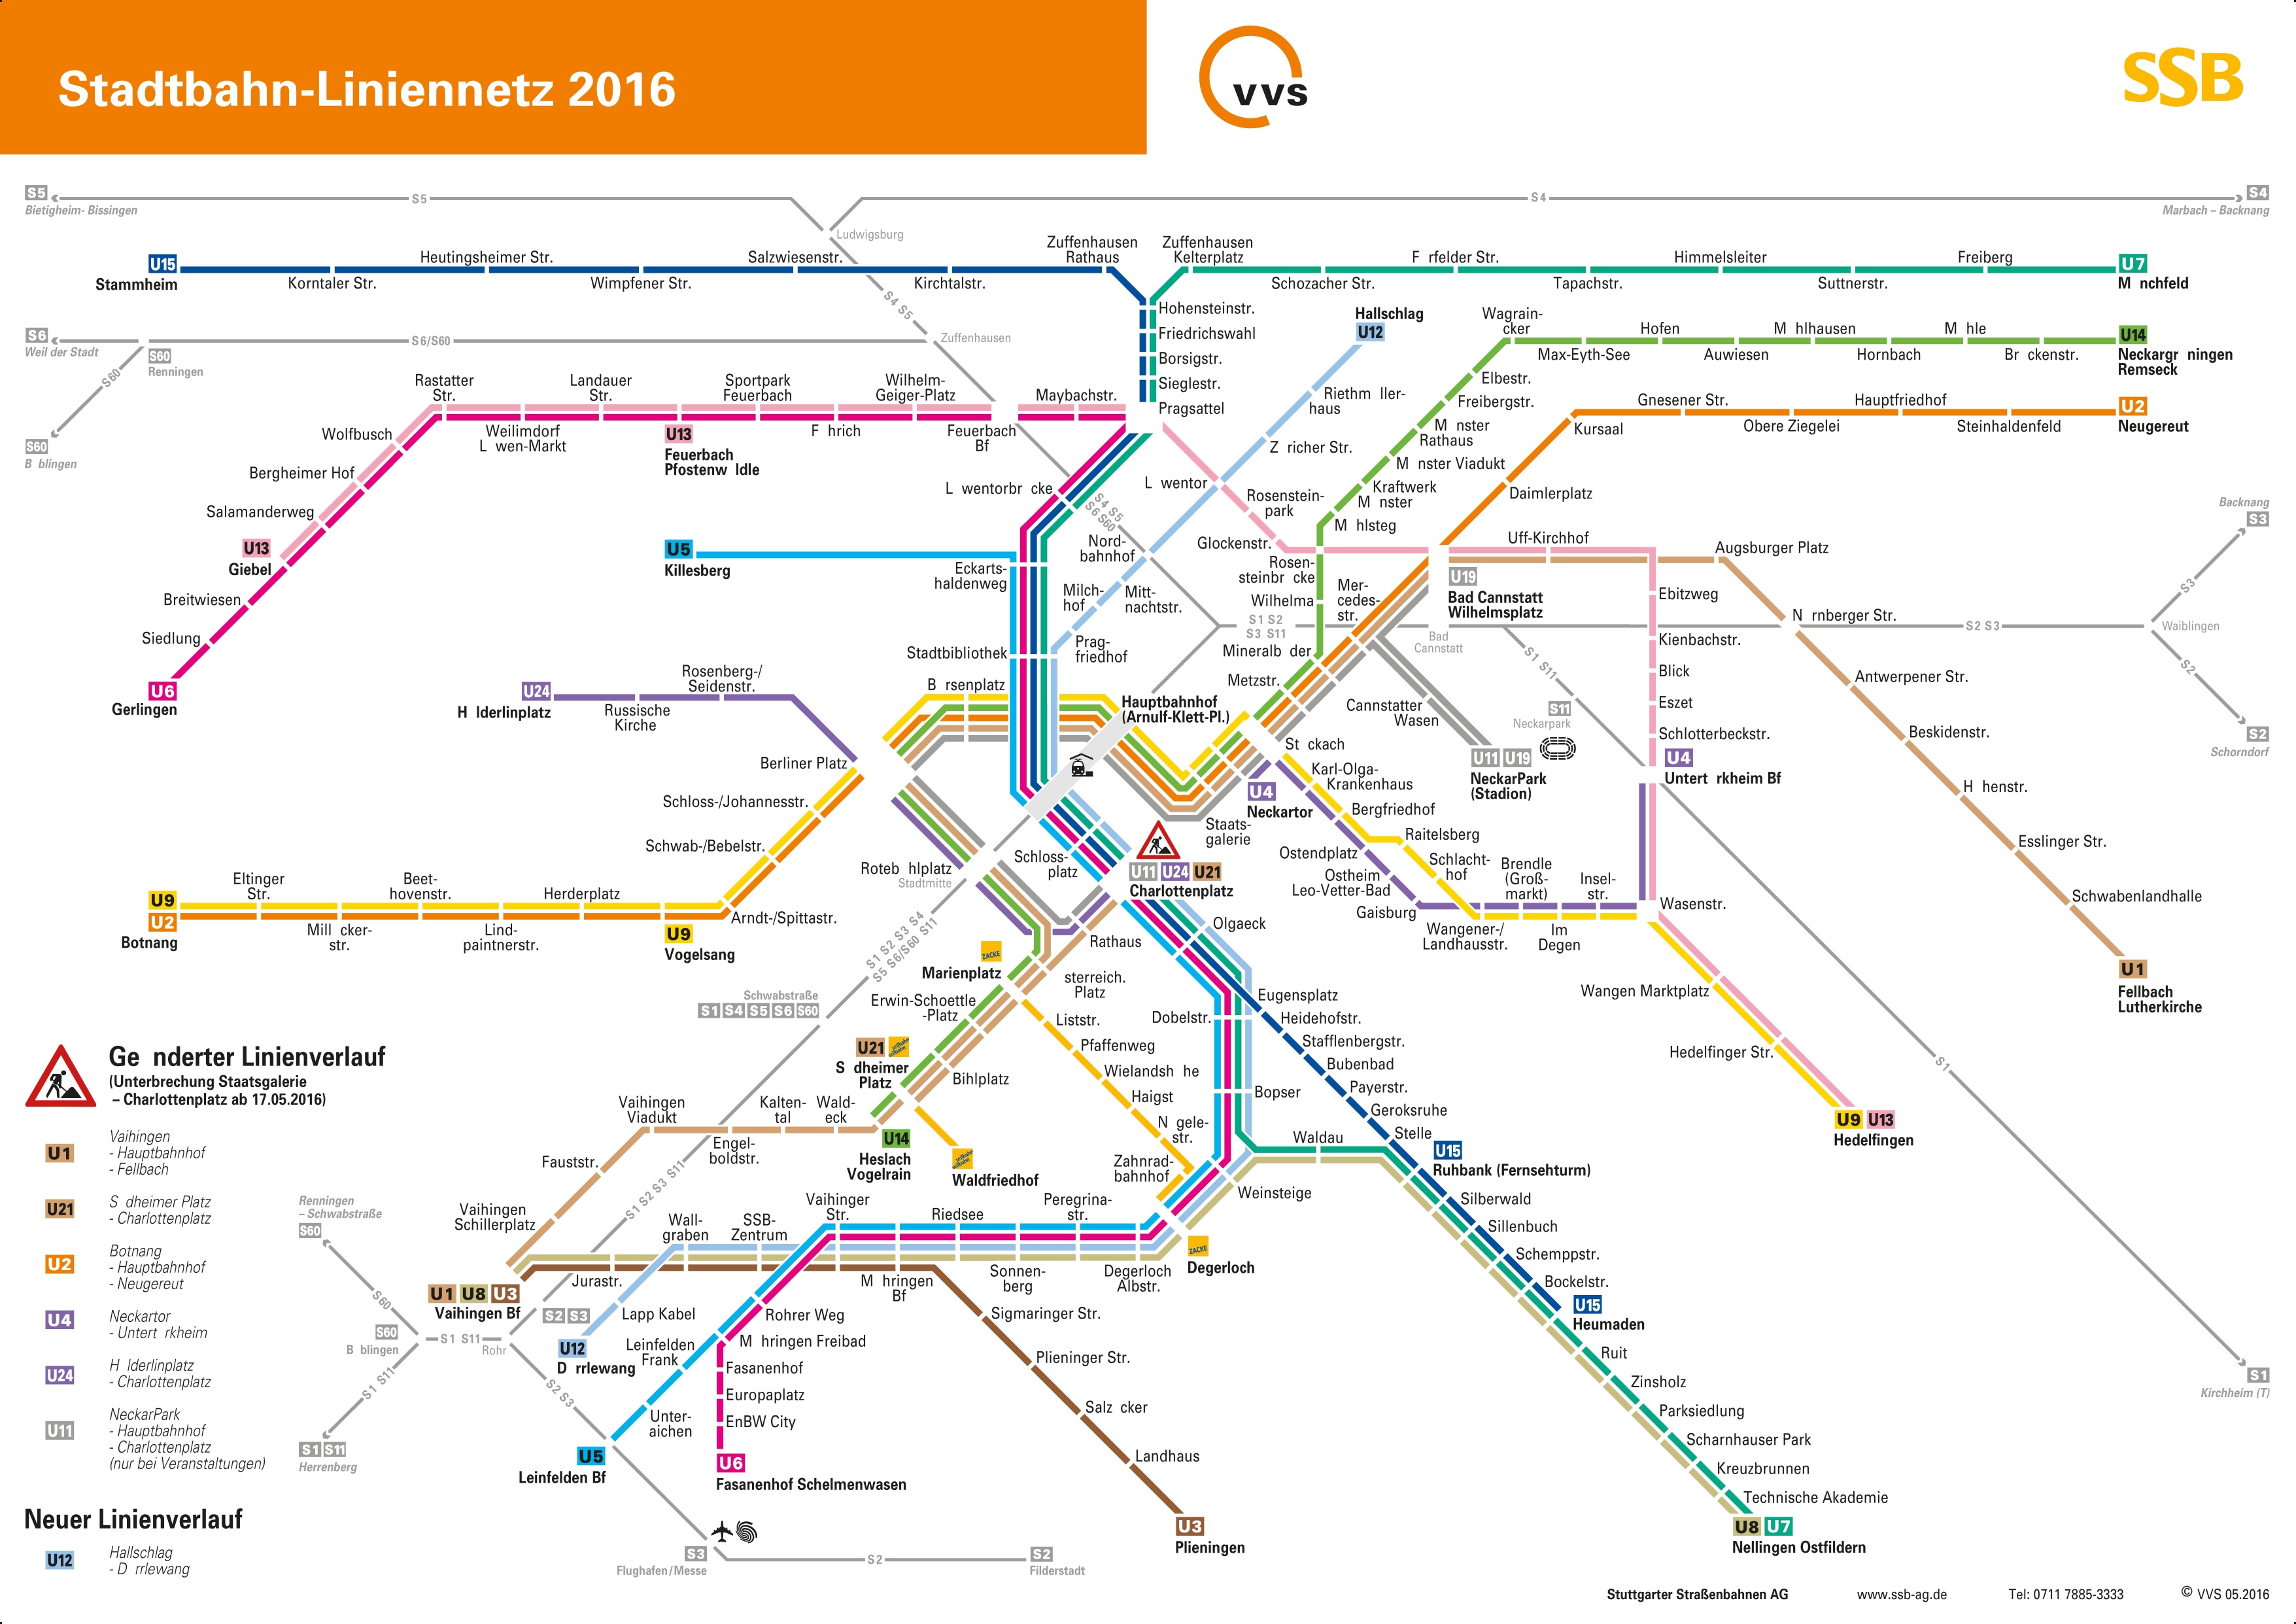 Stadtbahn-Liniennetz 2016
vvs
SSB
S5
Bietigheim- Bissingen
S5
S4
S4
Marbach – Backnang
Ludwigsburg
U15
Stammheim
Korntaler Str.
Heutingsheimer Str.
Wimpfener Str.
Salzwiesenstr.
Kirchtalstr.
Zuffenhausen
Rathaus
Zuffenhausen
Kelterplatz
Schozacher Str.
F rfelder Str.
Tapachstr.
Himmelsleiter
Suttnerstr.
Freiberg
U7
M nchfeld
S4 S5
Hohensteinstr.
Friedrichswahl
Borsigstr.
Sieglestr.
Pragsattel
S6
Weil der Stadt
S60
Renningen
S6/S60
Zuffenhausen
S60
S60
B blingen
Hallschlag
U12
Riethm ller-
haus
Z richer Str.
L wentor
Nord-
bahnhof
Milch-
hof
Mitt-
nachtstr.
Prag-
friedhof
Wagrain-
cker
Max-Eyth-See
Hofen
Auwiesen
M hlhausen
Hornbach
M hle
Br ckenstr.
U14
Neckargr ningen
Remseck
Elbestr.
Freibergstr.
M nster
Rathaus
M nster Viadukt
Kraftwerk
M nster
M hlsteg
Rosen-
steinbr cke
Wilhelma
Mineralb der
Metzstr.
Gnesener Str.
Obere Ziegelei
Hauptfriedhof
Steinhaldenfeld
U2
Neugereut
Kursaal
Daimlerplatz
Rastatter
Str.
Landauer
Str.
Sportpark
Feuerbach
Wilhelm-
Geiger-Platz
Maybachstr.
Wolfbusch
Weilimdorf
L wen-Markt
U13
Feuerbach
Pfostenw ldle
F hrich
Feuerbach
Bf
Bergheimer Hof
Salamanderweg
U13
Giebel
Breitwiesen
Siedlung
U6
Gerlingen
L wentorbr cke
S4 S5
S6 S60
Rosenstein-
park
Glockenstr.
Uff-Kirchhof
Augsburger Platz
Backnang
S3
S3
U5
Killesberg
Eckarts-
haldenweg
Stadtbibliothek
Mer-
cedes-
str.
U19
Bad Cannstatt
Wilhelmsplatz
Ebitzweg
Kienbachstr.
Blick
Eszet
Schlotterbeckstr.
U4
Untert rkheim Bf
N rnberger Str.
S1 S2
S3 S11
Bad
Cannstatt
S2 S3
Waiblingen
S2
S2
Schorndorf
S1 S11
Antwerpener Str.
Beskidenstr.
H henstr.
Esslinger Str.
Schwabenlandhalle
U1
Fellbach
Lutherkirche
U24
H lderlinplatz
Russische
Kirche
Rosenberg-/
Seidenstr.
B rsenplatz
Hauptbahnhof
(Arnulf-Klett-Pl.)
Cannstatter
Wasen
S11
Neckarpark
U11 U19
NeckarPark
(Stadion)
Berliner Platz
Schloss-/Johannesstr.
Schwab-/Bebelstr.
St ckach
Karl-Olga-
Krankenhaus
U4
Neckartor
Bergfriedhof
Staats-
galerie
Raitelsberg
Ostendplatz
Schlacht-
hof
Ostheim
Leo-Vetter-Bad
Gaisburg
Brendle
(Groß-
markt)
Insel-
str.
Wasenstr.
Wangener-/
Landhausstr.
Im
Degen
Roteb hlplatz
Stadtmitte
Schloss-
platz
U11 U24 U21
Charlottenplatz
U9
U2
Botnang
Eltinger
Str.
Mill cker-
str.
Beet-
hovenstr.
Lind-
paintnerstr.
Herderplatz
U9
Vogelsang
Arndt-/Spittastr.
S1 S2 S3 S4
S5 S6/S60 S11
Olgaeck
Rathaus
ZACKE
Marienplatz
sterreich.
Platz
Schwabstraße
S1 S4 S5 S6 S60
Erwin-Schoettle
-Platz
Liststr.
Pfaffenweg
Wielandsh he
Haigst
N gele-
str.
Zahnrad-
bahnhof
Dobelstr.
Bopser
Eugensplatz
Heidehofstr.
Stafflenbergstr.
Bubenbad
Payerstr.
Geroksruhe
Stelle
U15
Ruhbank (Fernsehturm)
Wangen Marktplatz
Hedelfinger Str.
U9 U13
Hedelfingen
S1
U21
S dheimer
Platz
Bihlplatz
Vaihingen
Viadukt
Kalten-
tal
Wald-
eck
Engel-
boldstr.
U14
Heslach
Vogelrain
Waldfriedhof
Fauststr.
S1 S2 S3 S11
Vaihingen
Schillerplatz
Waldau
Weinsteige
Silberwald
Sillenbuch
Schemppstr.
Bockelstr.
U15
Heumaden
Ruit
Zinsholz
Parksiedlung
Scharnhauser Park
Kreuzbrunnen
Technische Akademie
U8 U7
Nellingen Ostfildern
S1
Kirchheim (T)
Wall-
graben
SSB-
Zentrum
Vaihinger
Str.
Riedsee
Peregrina-
str.
ZACKE
Degerloch
Jurastr.
M hringen
Bf
Sonnen-
berg
Degerloch
Albstr.
U1 U8 U3
Vaihingen Bf
S2 S3
Lapp Kabel
U12
D rrlewang
Rohrer Weg
M hringen Freibad
Leinfelden
Frank
Fasanenhof
Europaplatz
EnBW City
U6
Fasanenhof Schelmenwasen
Unter-
aichen
U5
Leinfelden Bf
Sigmaringer Str.
Plieninger Str.
Salz cker
Landhaus
U3
Plieningen
Renningen
– Schwabstraße
S60
S60
S60
B blingen
S1 S11
Rohr
S1 S11
S1 S11
Herrenberg
S2 S3
S3
Flughafen/Messe
S2
S2
Filderstadt
Ge nderter Linienverlauf
(Unterbrechung Staatsgalerie
– Charlottenplatz ab 17.05.2016)
U1
Vaihingen
- Hauptbahnhof
- Fellbach
U21
S dheimer Platz
- Charlottenplatz
U2
Botnang
- Hauptbahnhof
- Neugereut
U4
Neckartor
- Untert rkheim
U24
H lderlinplatz
- Charlottenplatz
U11
NeckarPark
- Hauptbahnhof
- Charlottenplatz
(nur bei Veranstaltungen)
Neuer Linienverlauf
U12
Hallschlag
- D rrlewang
Stuttgarter Straßenbahnen AG
www.ssb-ag.de
Tel: 0711 7885-3333
© VVS 05.2016